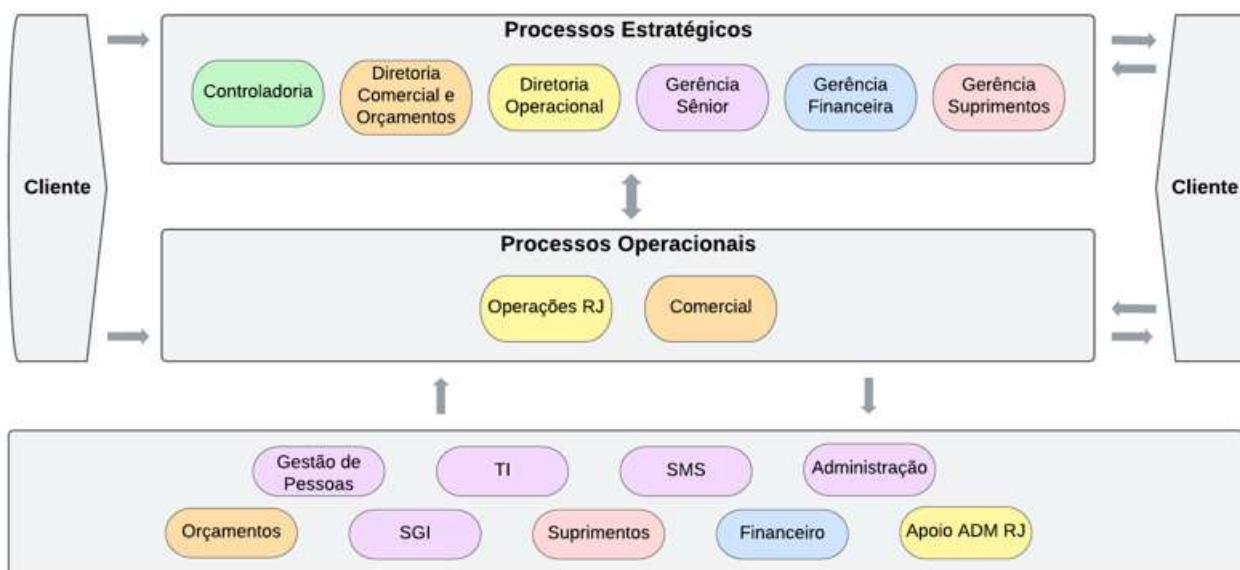 Processos Estratégicos
Controladoria
Diretoria
Comercial e
Orçamentos
Diretoria
Operacional
Gerência
Sênior
Gerência
Financeira
Gerência
Suprimentos
Cliente
Cliente
Processos Operacionais
Operações RJ
Comercial
Gestão de
Pessoas
TI
SMS
Administração
Orçamentos
SGI
Suprimentos
Financeiro
Apoio ADM RJ